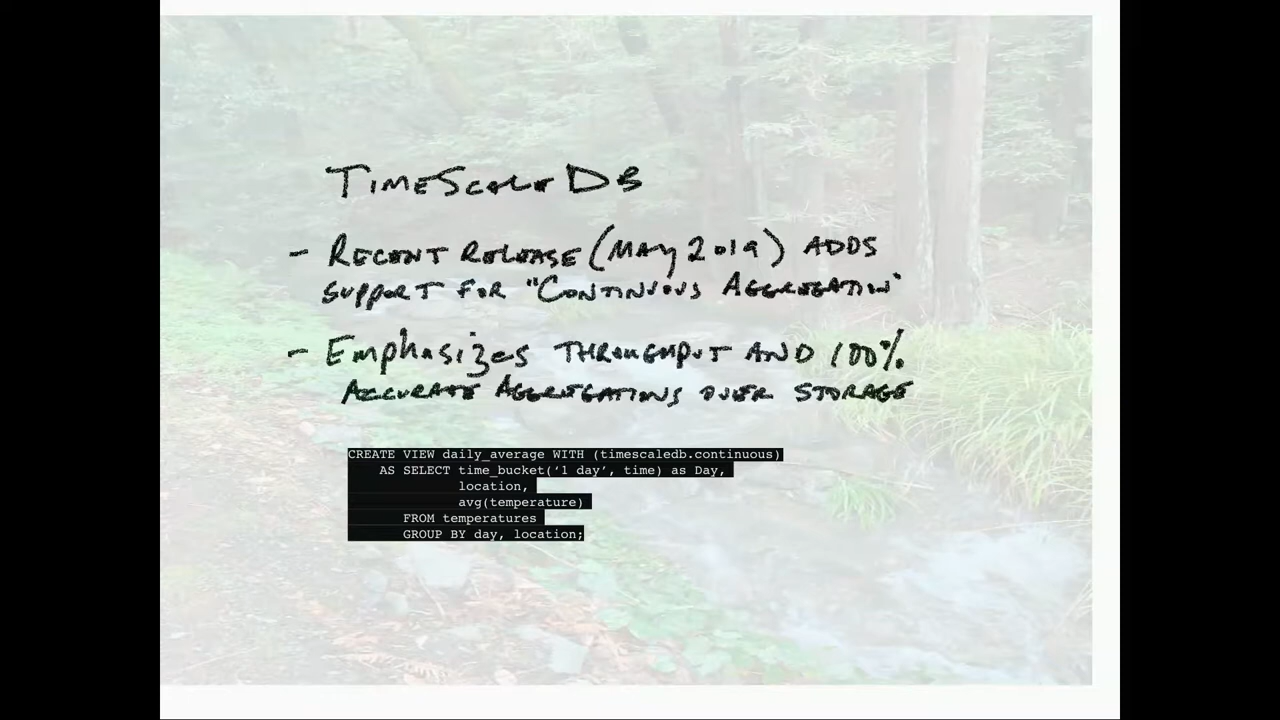 TimeScaleDB
- Recent Release (May 2019) adds
support for "Continuous Aggregation"
- Emphasizes throughput and 100%
accurate aggregations over storage
CREATE VIEW daily_average WITH (timescaledb.continuous)
AS SELECT time_bucket(‘1 day’, time) as Day,
location,
avg(temperature)
FROM temperatures
GROUP BY day, location;